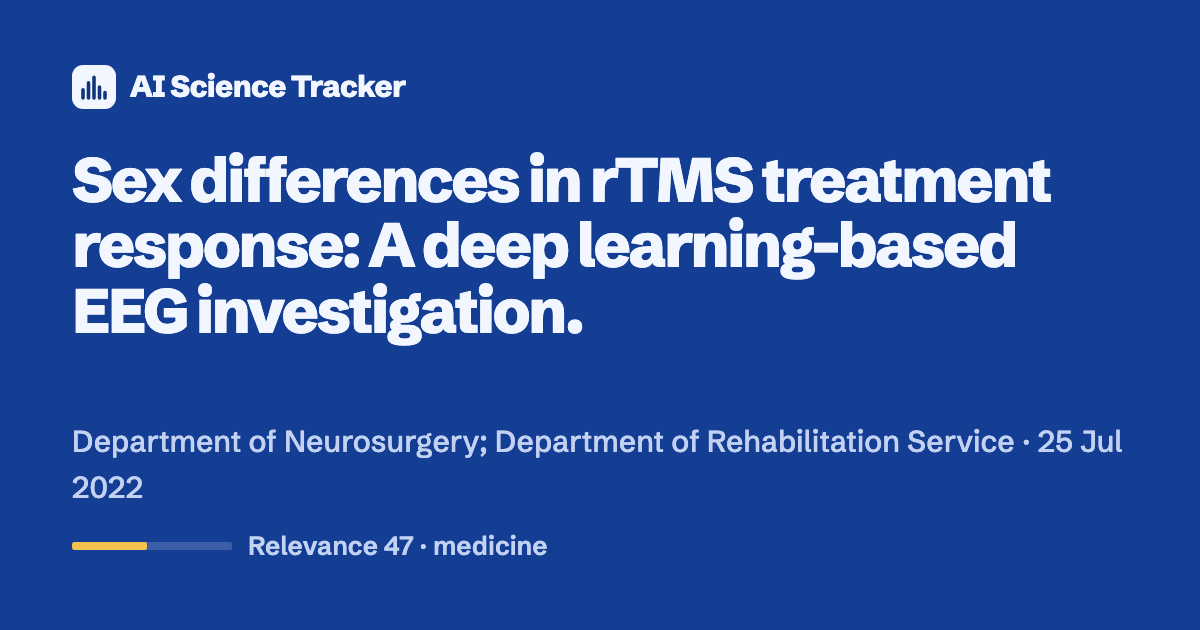 AI Science Tracker
Sex differences in rTMS treatment
response: A deep learning-based
EEG investigation.
Department of Neurosurgery; Department of Rehabilitation Service · 25 Jul
2022
Relevance 47 · medicine